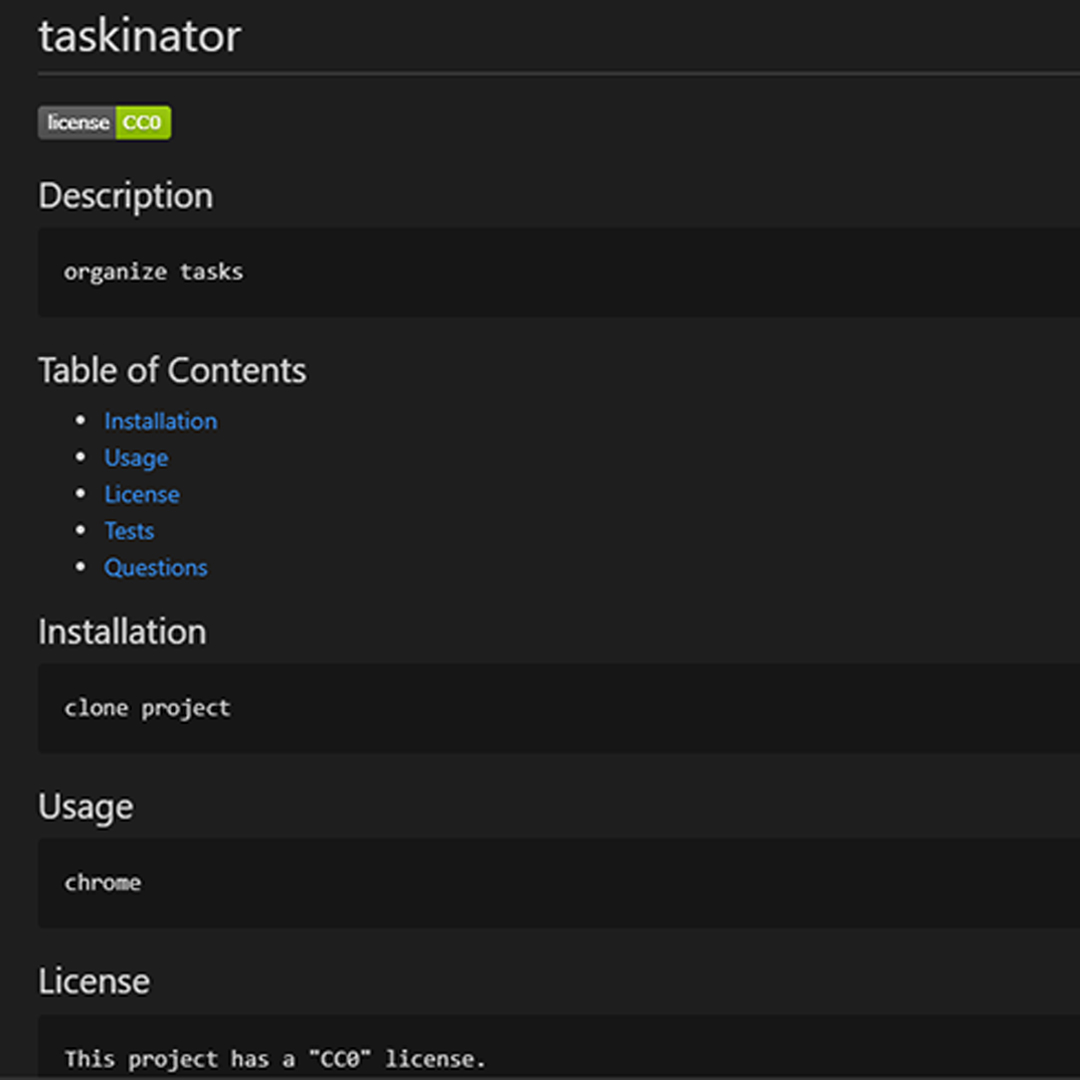 taskinator
license CC0
Description
organize tasks
Table of Contents
Installation
Usage
License
Tests
Questions
Installation
clone project
Usage
chrome
License
This project has a "CC0" license.